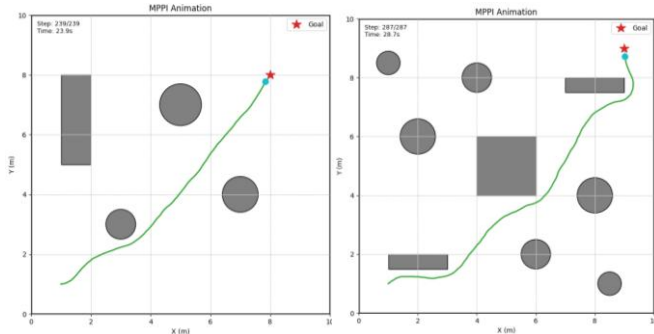 MPPI Animation
Step: 239/239
Time: 23.9s
Goal
10
8
6
4
2
0
Y (m)
0 2 4 6 8 10
X (m)
MPPI Animation
Step: 287/287
Time: 28.7s
Goal
10
8
6
4
2
0
Y (m)
0 2 4 6 8 10
X (m)